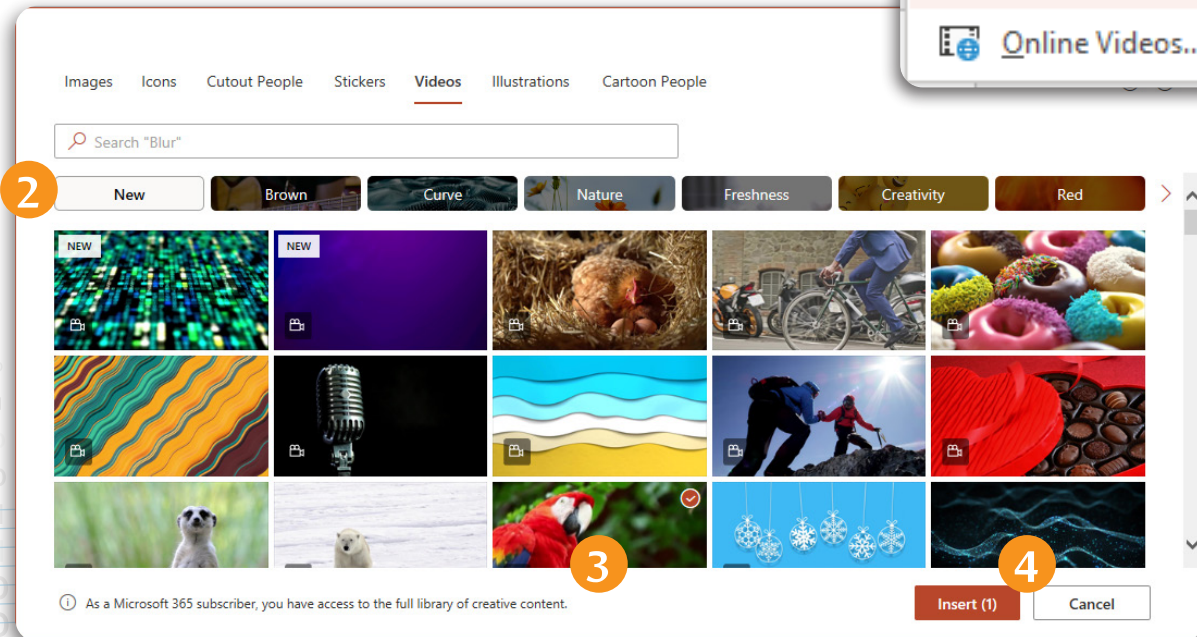 Online Videos...
Images Icons Cutout People Stickers Videos Illustrations Cartoon People
Search "Blur"
2
New Brown Curve Nature Freshness Creativity Red
NEW NEW
3
4
As a Microsoft 365 subscriber, you have access to the full library of creative content.
Insert (1) Cancel